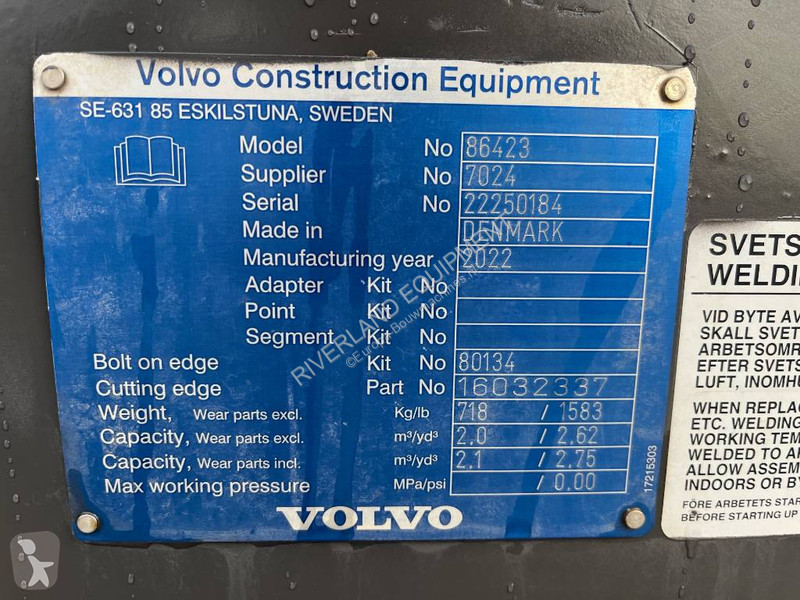 Volvo Construction Equipment
SE-631 85 ESKILSTUNA, SWEDEN
Model No 86423
Supplier No 7024
Serial No 22250184
Made in DENMARK
Manufacturing year 2022
Adapter Kit No
Point Kit No
Segment Kit No
Bolt on edge Kit No 80134
Cutting edge Part No 16032337
Weight, Wear parts excl. Kg/lb 718 / 1583
Capacity, Wear parts excl. m³/yd³ 2.0 / 2.62
Capacity, Wear parts incl. m³/yd³ 2.1 / 2.75
Max working pressure MPa/psi / 0.00
VOLVO
17215303
RIVERLAND EQUIPMENT
SVETS
WELDI
VID BYTE AV
SKALL SVET
ARBETSOMR
EFTER SVETS
LUFT, INOMHU
WHEN REPLAC
ETC. WELDING
WORKING TEM
WELDED TO
ALLOW ASSEM
INDOORS OR BY
FÖRE ARBETETS STAR
BEFORE STARTING UP